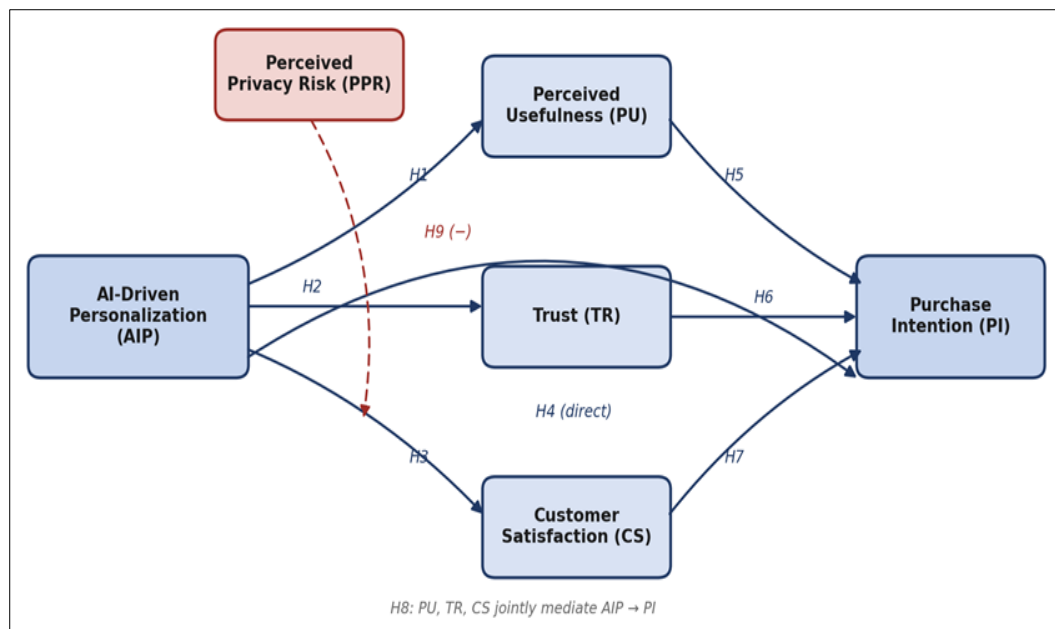 Perceived
Privacy Risk (PPR)
Perceived
Usefulness (PU)
H1
H5
H9 (−)
AI-Driven
Personalization
(AIP)
H2
Trust (TR)
H6
Purchase
Intention (PI)
H4 (direct)
H3
H7
Customer
Satisfaction (CS)
H8: PU, TR, CS jointly mediate AIP → PI